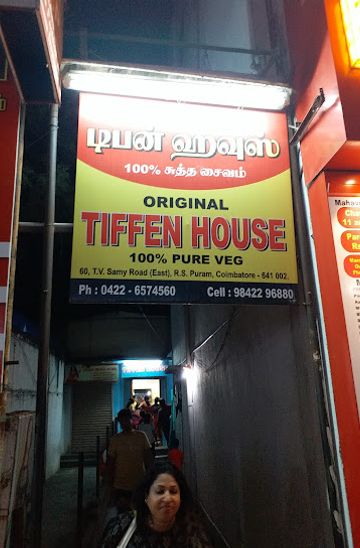 டிபன் ஹவுஸ்
100% சுத்த சைவம்
ORIGINAL
TIFFEN HOUSE
100% PURE VEG
60, T.V. Samy Road (East), R.S. Puram, Coimbatore - 641 002.
Ph : 0422 - 6574560 Cell : 98422 96880